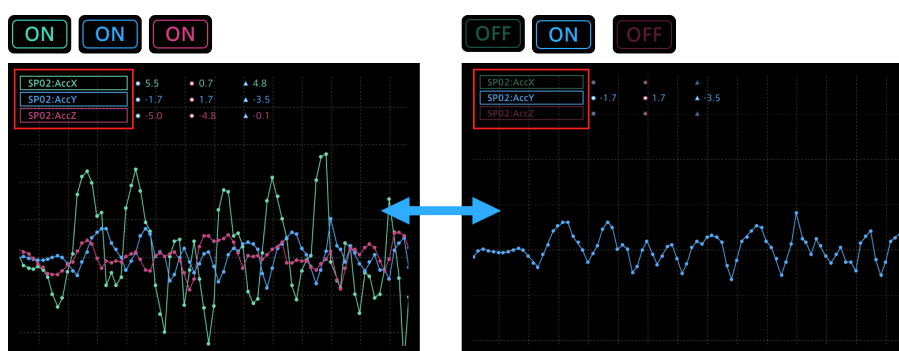 ON ON ON
SP02:AccX 5.5 0.7 4.8
SP02:AccY -1.7 1.7 -3.5
SP02:AccZ -5.0 -4.8 -0.1
OFF ON OFF
SP02:AccX
SP02:AccY -1.7 1.7 -3.5
SP02:AccZ